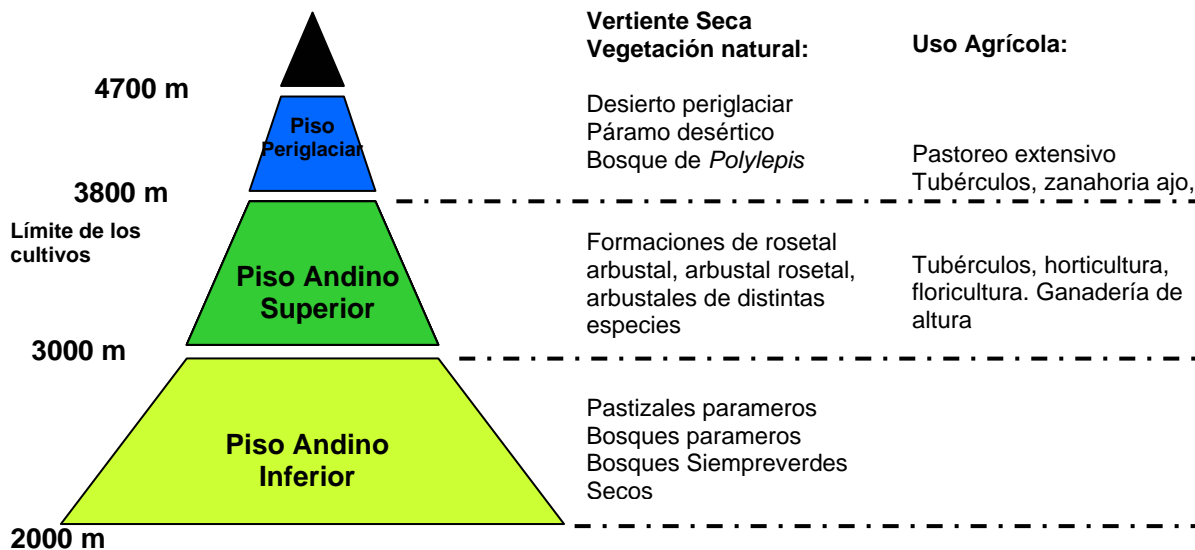 4700 m
Piso
Periglaciar
3800 m
Límite de los
cultivos
Piso Andino
Superior
3000 m
Piso Andino
Inferior
2000 m
Vertiente Seca
Vegetación natural:
Desierto periglaciar
Páramo desértico
Bosque de Polylepis
Formaciones de rosetal
arbustal, arbustal rosetal,
arbustales de distintas
especies
Pastizales parameros
Bosques parameros
Bosques Siempreverdes
Secos
Uso Agrícola:
Pastoreo extensivo
Tubérculos, zanahoria ajo,
Tubérculos, horticultura,
floricultura. Ganadería de
altura